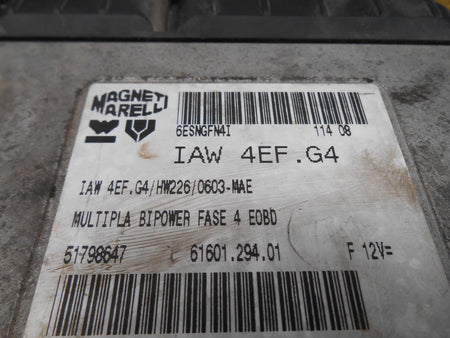 MAGNETI
MARELLI
6ESNGFN4I 114 08
IAW 4EF.G4
IAW 4EF.G4/HW226/0603-MAE
MULTIPLA BIPOWER FASE 4 EOBD
51798647 61601.294.01 F 12V=